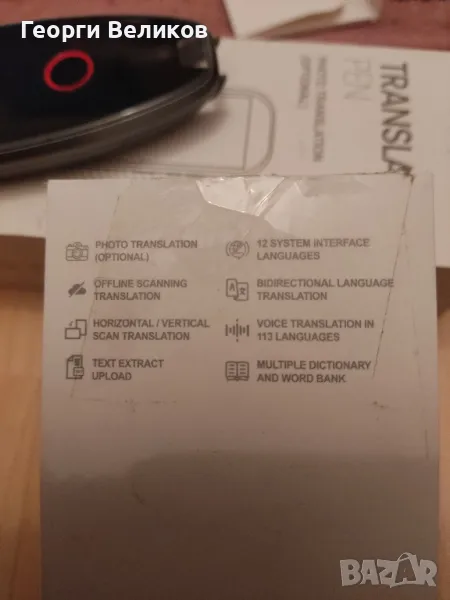 Георги Великов
TRANSLA
PEN
PHOTO TRANSLATION
(OPTIONAL)
PHOTO TRANSLATION
(OPTIONAL)
12 SYSTEM INTERFACE
LANGUAGES
OFFLINE SCANNING
TRANSLATION
BIDIRECTIONAL LANGUAGE
TRANSLATION
HORIZONTAL / VERTICAL
SCAN TRANSLATION
VOICE TRANSLATION IN
113 LANGUAGES
TEXT EXTRACT
UPLOAD
MULTIPLE DICTIONARY
AND WORD BANK
BAZAR